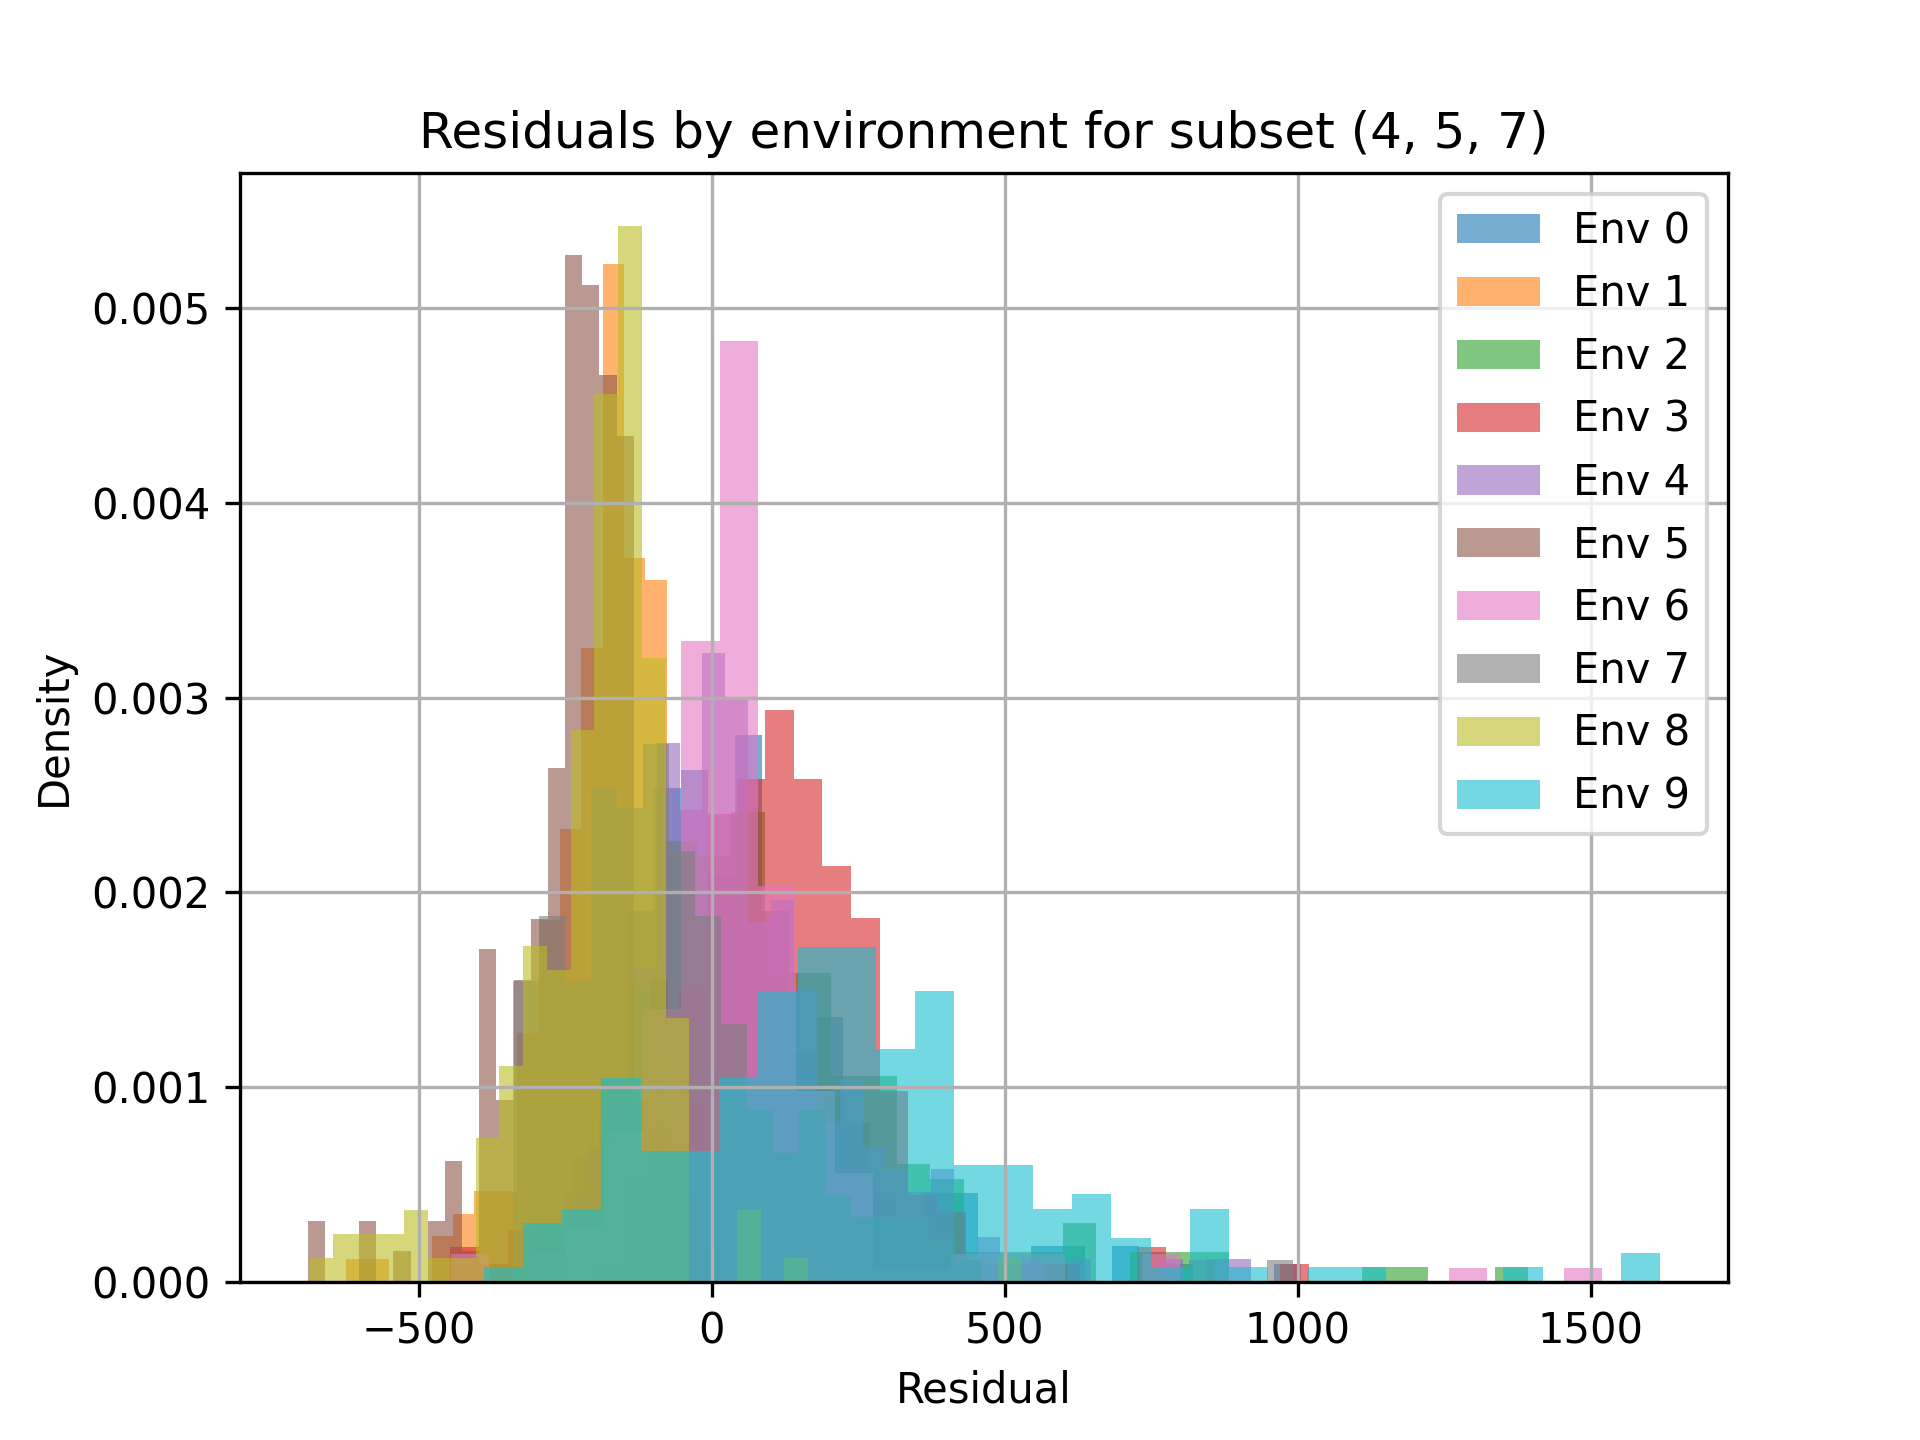 Residuals by environment for subset (4, 5, 7)
Env 0
Env 1
Env 2
Env 3
Env 4
Env 5
Env 6
Env 7
Env 8
Env 9
0.005
0.004
0.003
0.002
0.001
0.000
Density
−500 0 500 1000 1500
Residual